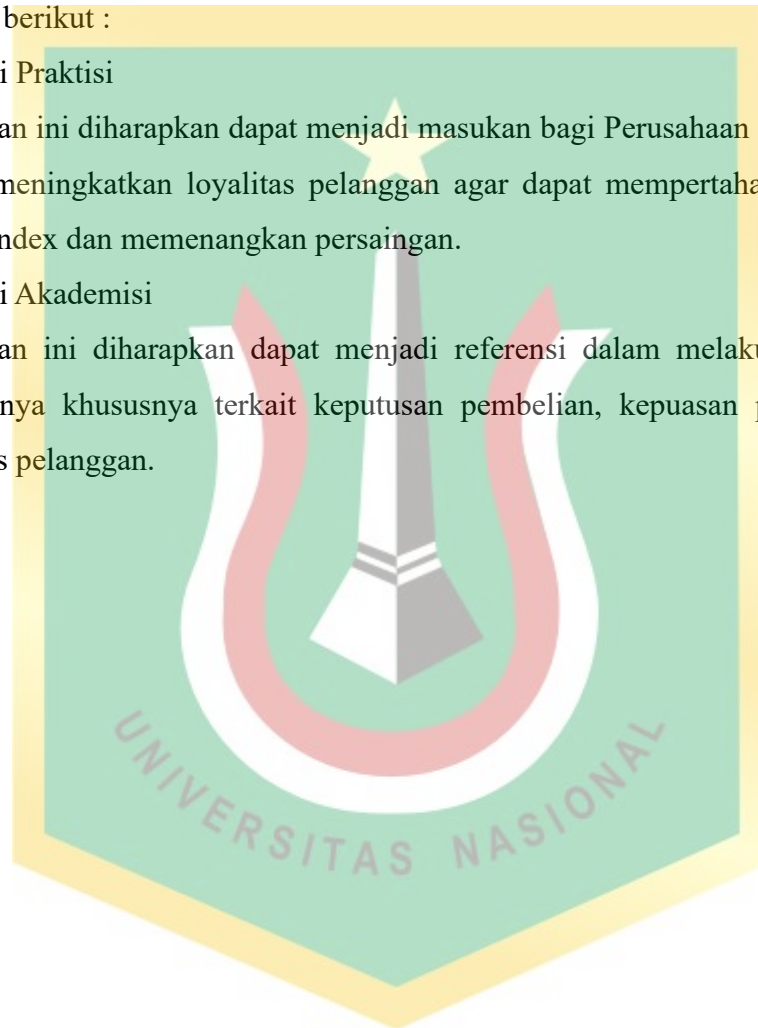 berikut :
i Praktisi
an ini diharapkan dapat menjadi masukan bagi Perusahaan
meningkatkan loyalitas pelanggan agar dapat mempertaha
ndex dan memenangkan persaingan.
i Akademisi
an ini diharapkan dapat menjadi referensi dalam melaku
nya khususnya terkait keputusan pembelian, kepuasan p
s pelanggan.
UNIVERSITAS NASIONAL